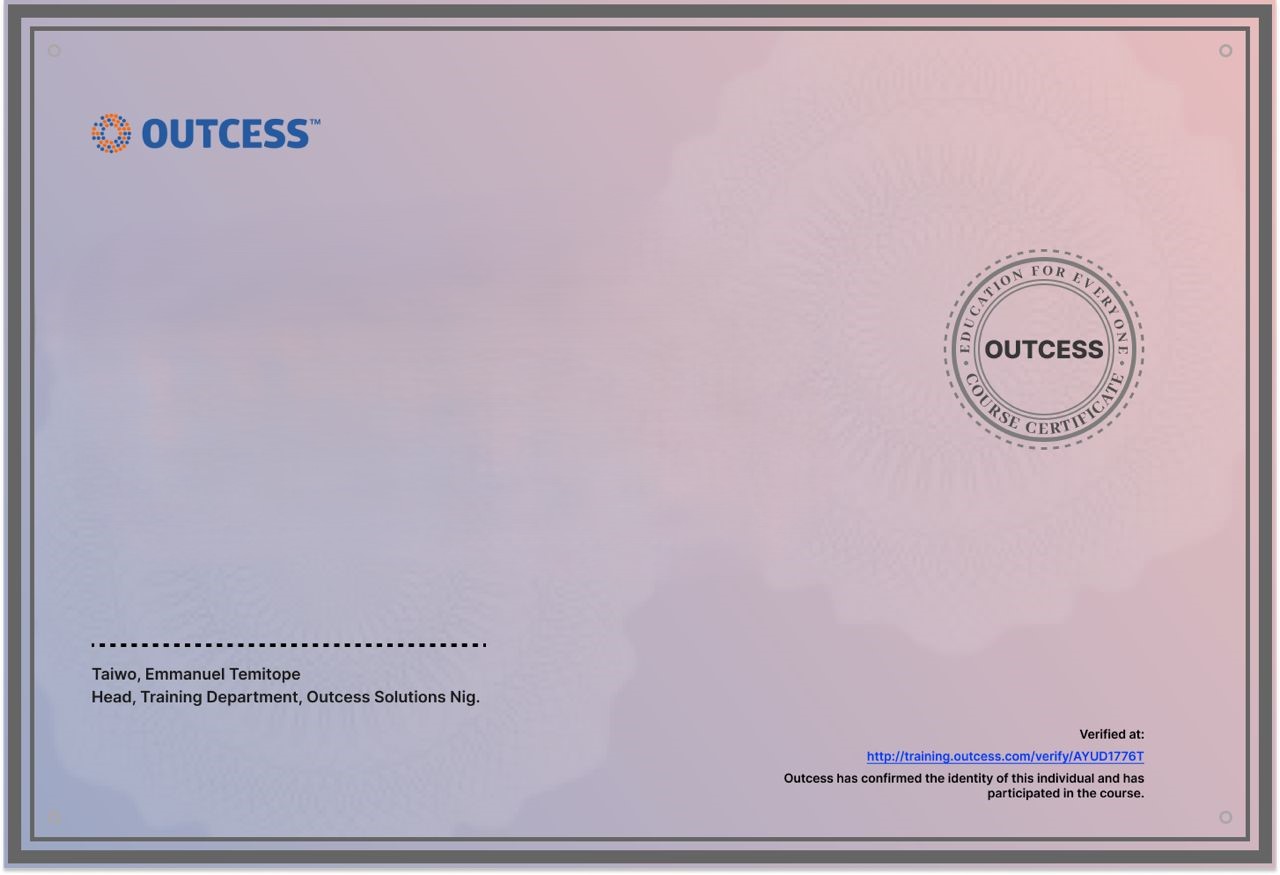 OUTCESS™
EDUCATION FOR EVERYONE
OUTCESS
COURSE CERTIFICATE
Taiwo, Emmanuel Temitope
Head, Training Department, Outcess Solutions Nig.
Verified at:
http://training.outcess.com/verify/AYUD1776T
Outcess has confirmed the identity of this individual and has
participated in the course.